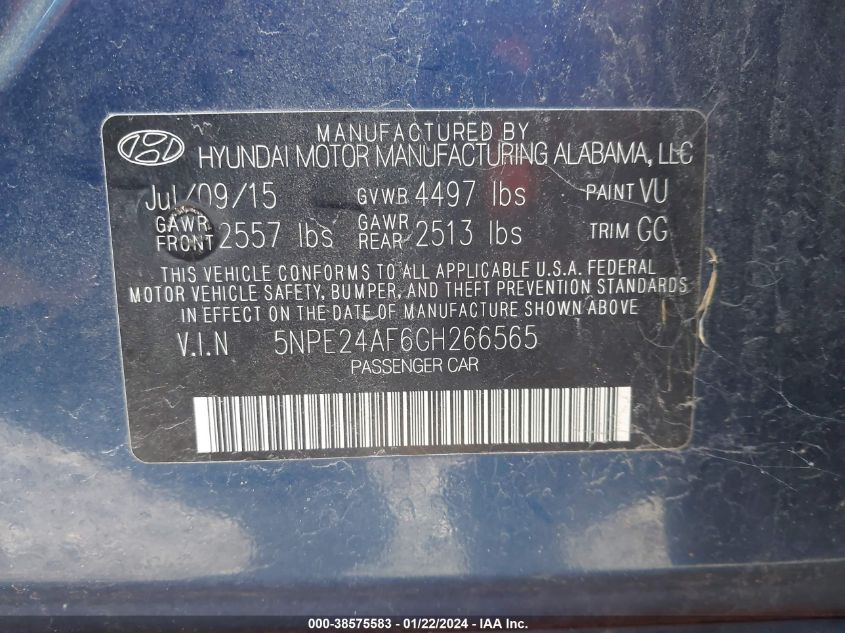 MANUFACTURED BY
HYUNDAI MOTOR MANUFACTURING ALABAMA, LLC
Jul/09/15 GVWR 4497 lbs PAINT VU
GAWR FRONT 2557 lbs GAWR REAR 2513 lbs TRIM GG
THIS VEHICLE CONFORMS TO ALL APPLICABLE U.S.A. FEDERAL
MOTOR VEHICLE SAFETY, BUMPER, AND THEFT PREVENTION STANDARDS
IN EFFECT ON THE DATE OF MANUFACTURE SHOWN ABOVE
V.I.N 5NPE24AF6GH266565
PASSENGER CAR
000-38575583 - 01/22/2024 - IAA Inc.